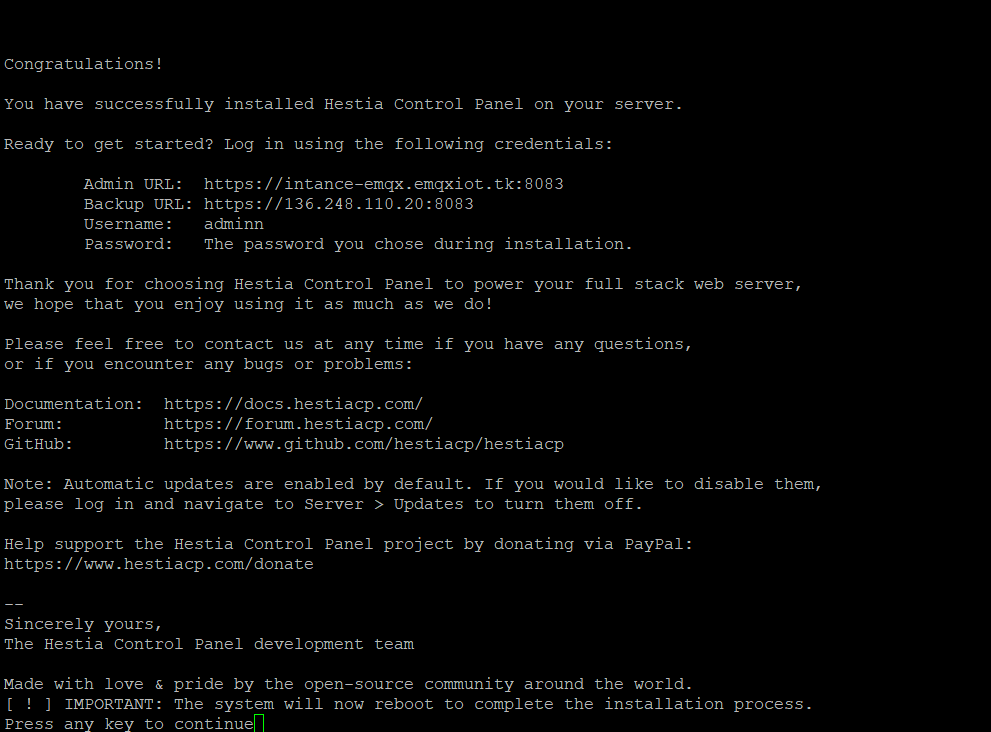 Congratulations!
You have successfully installed Hestia Control Panel on your server.
Ready to get started? Log in using the following credentials:
Admin URL: https://intance-emqx.emqxiot.tk:8083
Backup URL: https://136.248.110.20:8083
Username: adminn
Password: The password you chose during installation.
Thank you for choosing Hestia Control Panel to power your full stack web server,
we hope that you enjoy using it as much as we do!
Please feel free to contact us at any time if you have any questions,
or if you encounter any bugs or problems:
Documentation: https://docs.hestiacp.com/
Forum: https://forum.hestiacp.com/
GitHub: https://www.github.com/hestiacp/hestiacp
Note: Automatic updates are enabled by default. If you would like to disable them,
please log in and navigate to Server > Updates to turn them off.
Help support the Hestia Control Panel project by donating via PayPal:
https://www.hestiacp.com/donate
--
Sincerely yours,
The Hestia Control Panel development team
Made with love & pride by the open-source community around the world.
[ ! ] IMPORTANT: The system will now reboot to complete the installation process.
Press any key to continue